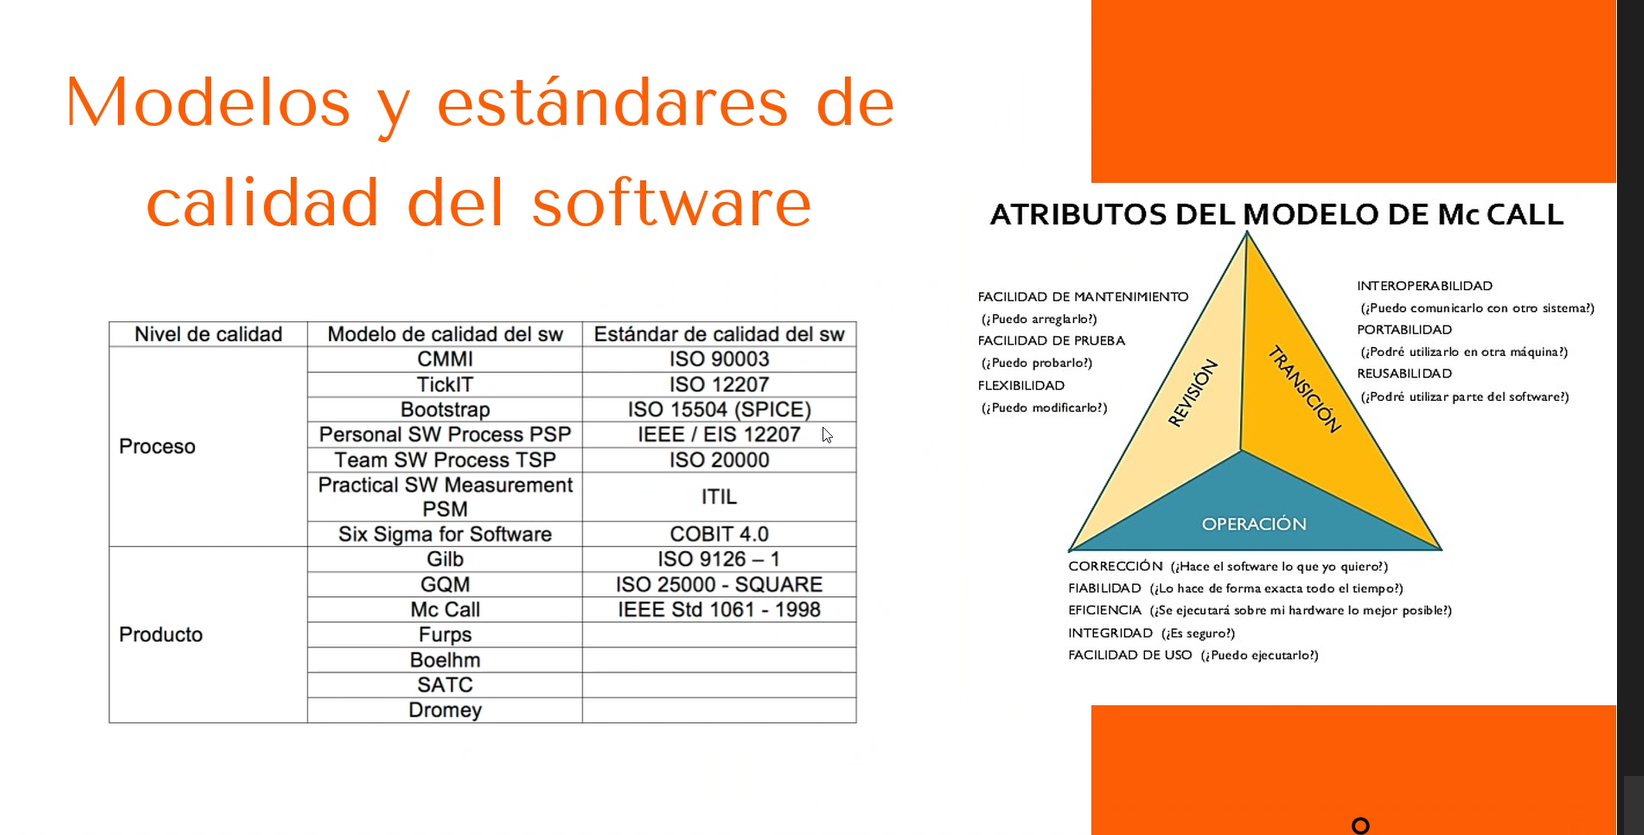 Modelos y estándares de
calidad del software
Nivel de calidad Modelo de calidad del sw Estándar de calidad del sw
Proceso
CMMI ISO 90003
TickIT ISO 12207
Bootstrap ISO 15504 (SPICE)
Personal SW Process PSP IEEE / EIS 12207
Team SW Process TSP ISO 20000
Practical SW Measurement
PSM
ITIL
Six Sigma for Software COBIT 4.0
Producto
Gilb ISO 9126 – 1
GQM ISO 25000 - SQUARE
Mc Call IEEE Std 1061 - 1998
Furps
Boelhm
SATC
Dromey
ATRIBUTOS DEL MODELO DE Mc CALL
FACILIDAD DE MANTENIMIENTO
(¿Puedo arreglarlo?)
FACILIDAD DE PRUEBA
(¿Puedo probarlo?)
FLEXIBILIDAD
(¿Puedo modificarlo?)
REVISIÓN
TRANSICIÓN
INTEROPERABILIDAD
(¿Puedo comunicarlo con otro sistema?)
PORTABILIDAD
(¿Podré utilizarlo en otra máquina?)
REUSABILIDAD
(¿Podré utilizar parte del software?)
OPERACIÓN
CORRECCIÓN (¿Hace el software lo que yo quiero?)
FIABILIDAD (¿Lo hace de forma exacta todo el tiempo?)
EFICIENCIA (¿Se ejecutará sobre mi hardware lo mejor posible?)
INTEGRIDAD (¿Es seguro?)
FACILIDAD DE USO (¿Puedo ejecutarlo?)